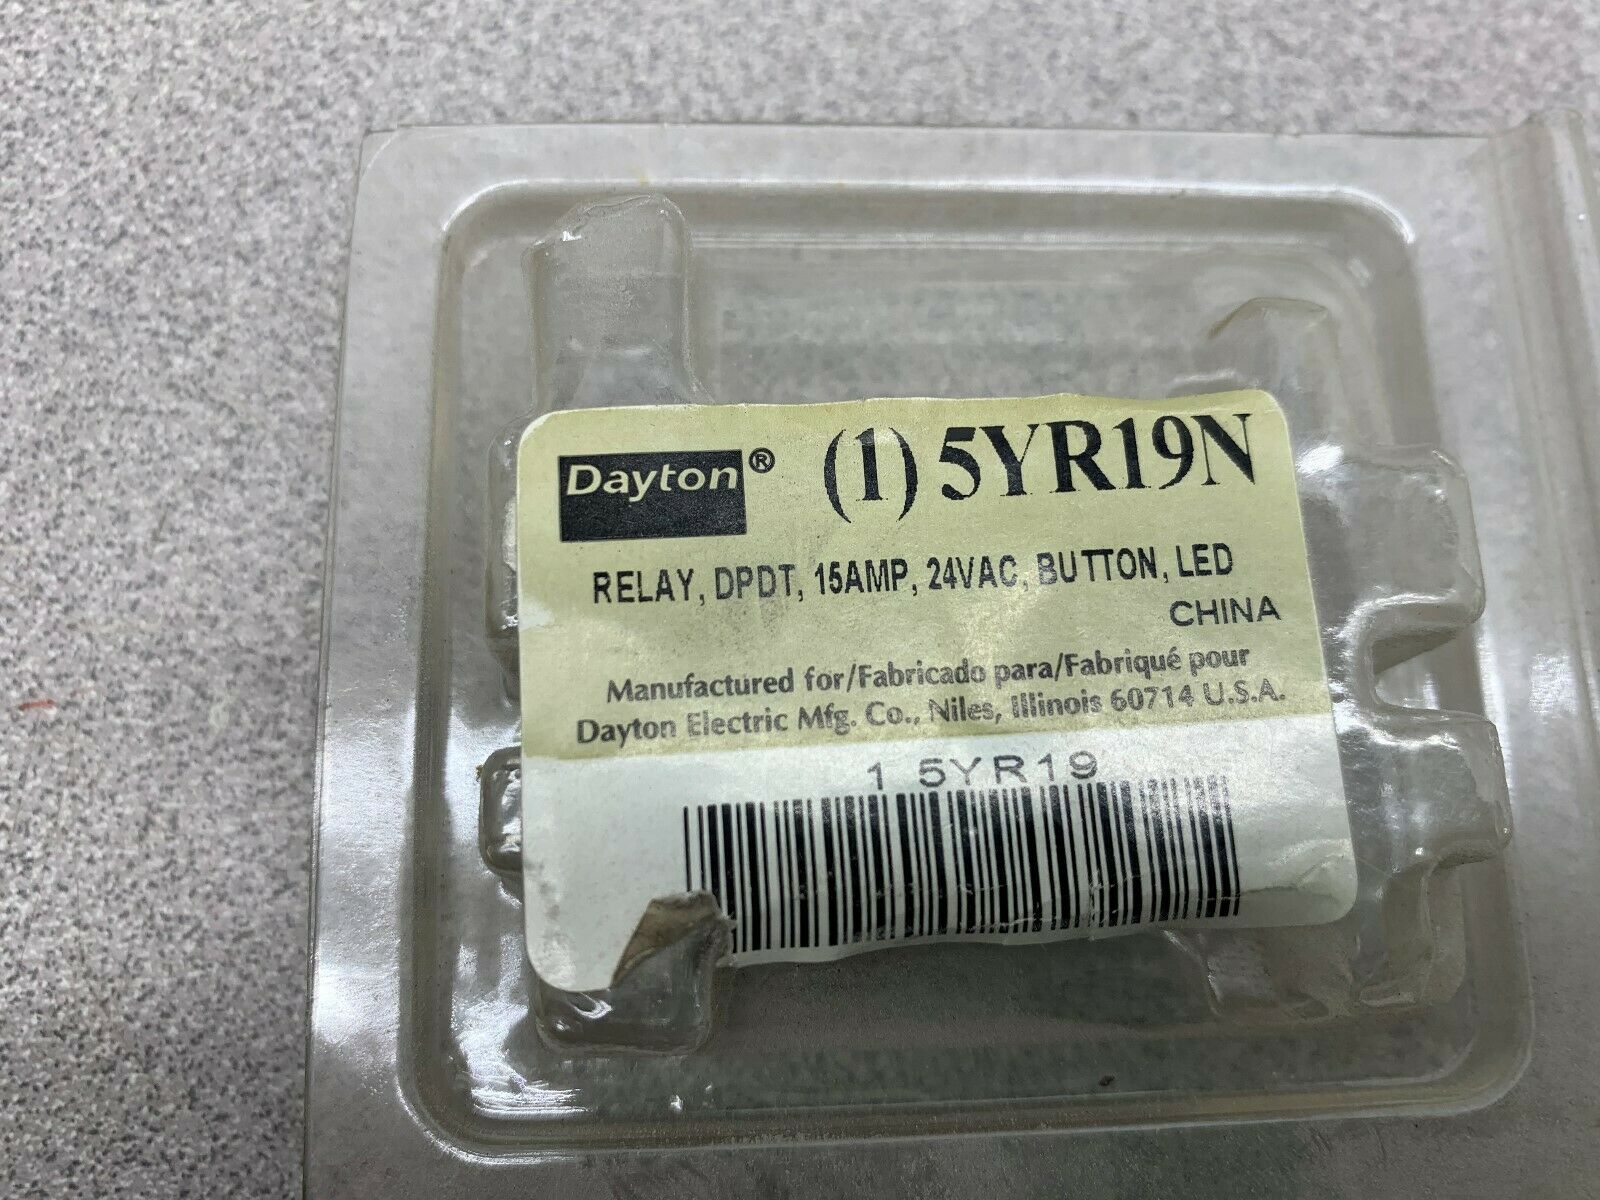 Dayton® (1) 5YR19N
RELAY, DPDT, 15AMP, 24VAC, BUTTON, LED
CHINA
Manufactured for/Fabricado para/Fabriqué pour
Dayton Electric Mfg. Co., Niles, Illinois 60714 U.S.A.
1 5YR19